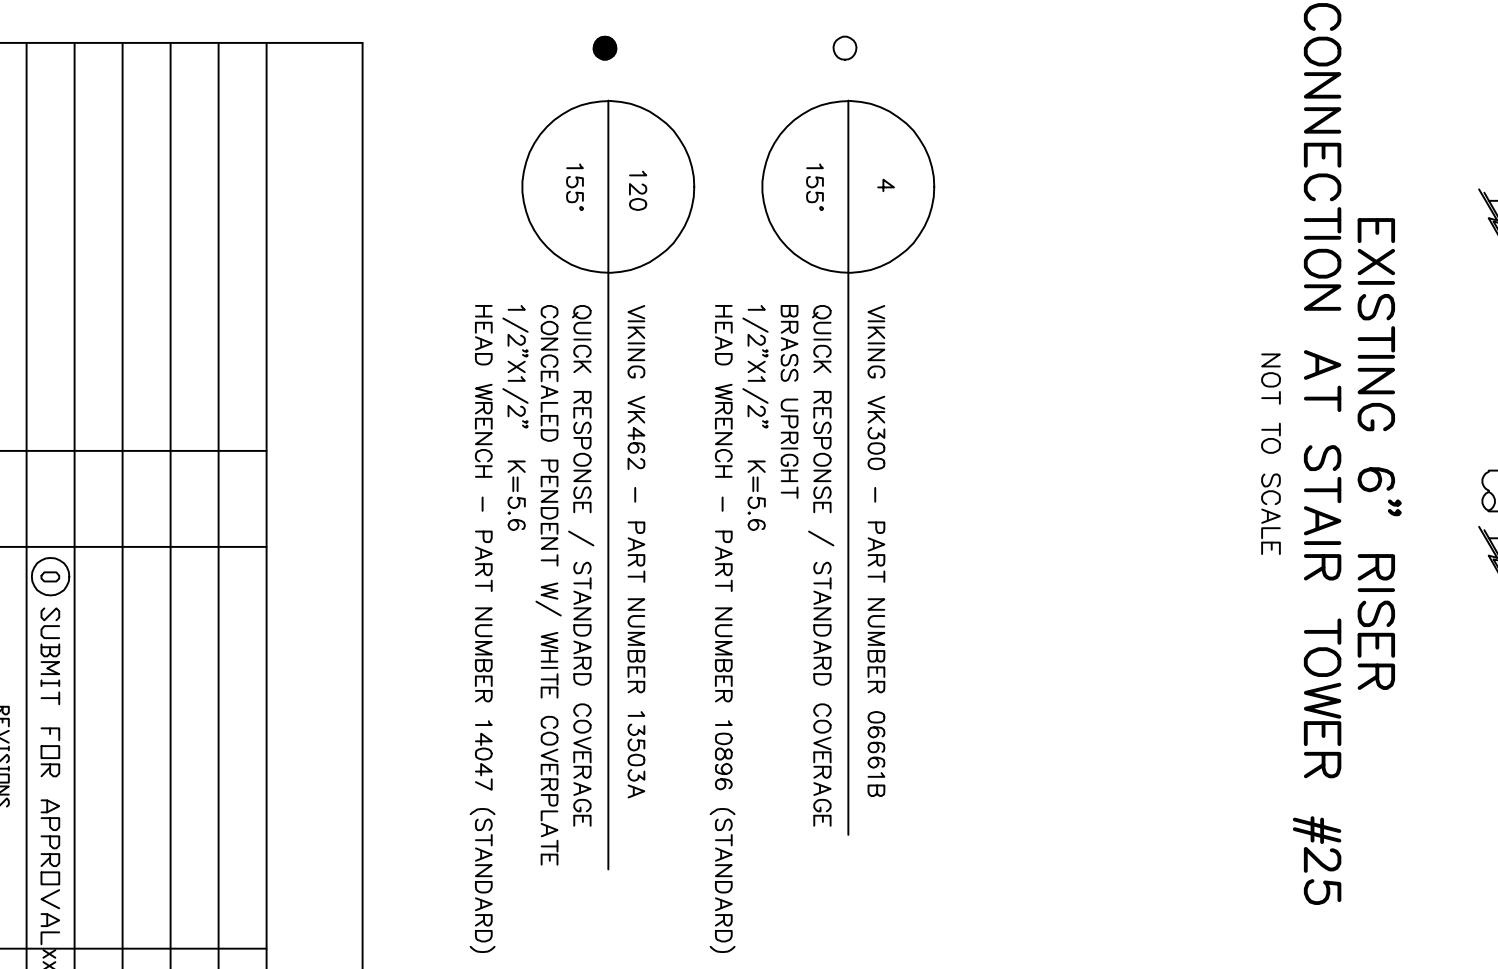 EXISTING 6" RISER
CONNECTION AT STAIR TOWER #25
NOT TO SCALE
4
155°
VIKING VK300 – PART NUMBER 06661B
QUICK RESPONSE / STANDARD COVERAGE
BRASS UPRIGHT
1/2"X1/2" K=5.6
HEAD WRENCH – PART NUMBER 10896 (STANDARD)
120
155°
VIKING VK462 – PART NUMBER 13503A
QUICK RESPONSE / STANDARD COVERAGE
CONCEALED PENDENT W/ WHITE COVERPLATE
1/2"X1/2" K=5.6
HEAD WRENCH – PART NUMBER 14047 (STANDARD)
0 SUBMIT FOR APPROVAL xx
REVISIONS